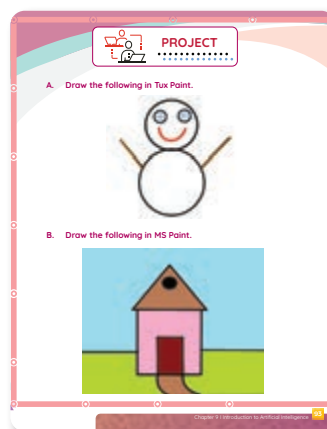 PROJECT
A. Draw the following in Tux Paint.
B. Draw the following in MS Paint.
Chapter 9 | Introduction to Artificial Intelligence 93